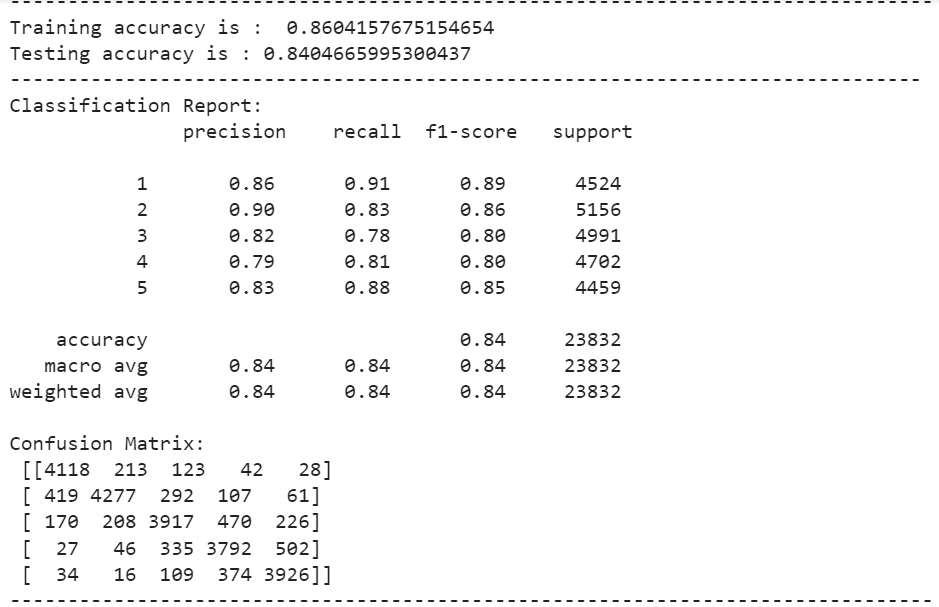 --------------------------------------------------------------------------------
Training accuracy is :  0.8604157675154654
Testing accuracy is : 0.8404665995300437
-------------------------------------------------------------------------------
Classification Report:
               precision    recall  f1-score   support

           1       0.86      0.91      0.89      4524
           2       0.90      0.83      0.86      5156
           3       0.82      0.78      0.80      4991
           4       0.79      0.81      0.80      4702
           5       0.83      0.88      0.85      4459

    accuracy                           0.84     23832
   macro avg       0.84      0.84      0.84     23832
weighted avg       0.84      0.84      0.84     23832

Confusion Matrix:
 [[4118  213  123   42   28]
 [ 419 4277  292  107   61]
 [ 170  208 3917  470  226]
 [  27   46  335 3792  502]
 [  34   16  109  374 3926]]
--------------------------------------------------------------------------------